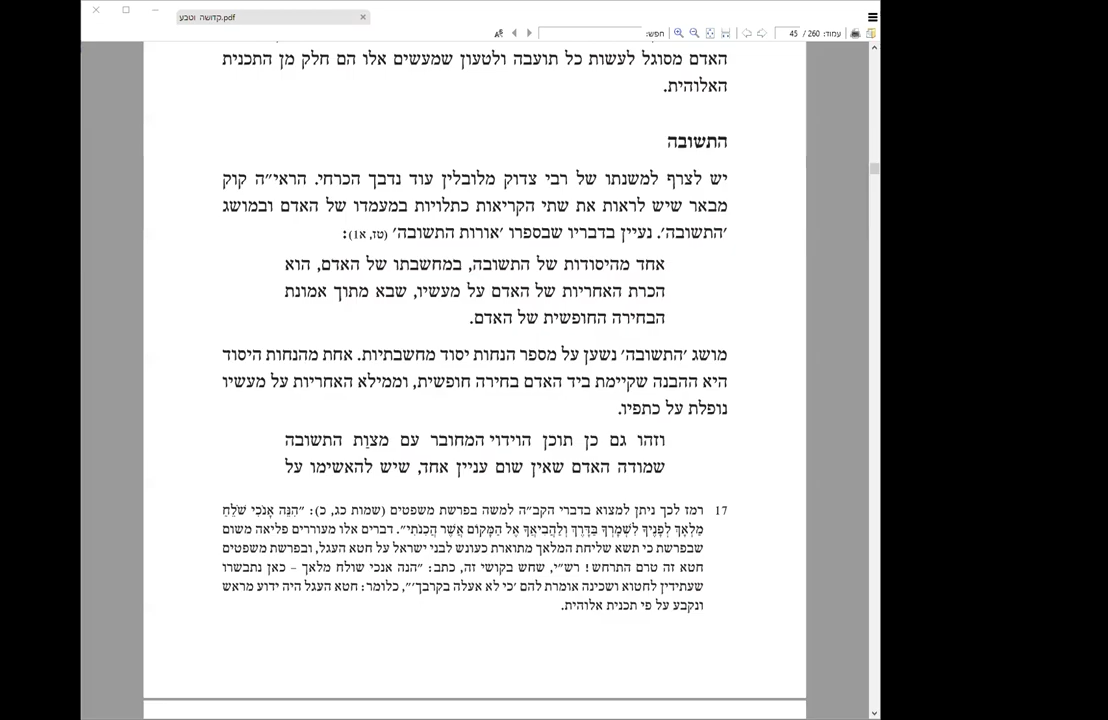 קדושה וטבע.pdf
עמוד: 45 / 260
חפש:
האדם מסוגל לעשות כל תועבה ולטעון שמעשים אלו הם חלק מן התכנית
האלוהית.
התשובה
יש לצרף למשנתו של רבי צדוק מלובלין עוד נדבך הכרחי. הראי״ה קוק
מבאר שיש לראות את שתי הקריאות כתלויות במעמדו של האדם ובמושג
׳התשובה׳. נעיין בדבריו שבספרו ׳אורות התשובה׳ (טז, א1):
אחד מהיסודות של התשובה, במחשבתו של האדם, הוא
הכרת האחריות של האדם על מעשיו, שבא מתוך אמונת
הבחירה החופשית של האדם.
מושג ׳התשובה׳ נשען על מספר הנחות יסוד מחשבתיות. אחת מהנחות היסוד
היא ההבנה שקיימת ביד האדם בחירה חופשית, וממילא האחריות על מעשיו
נופלת על כתפיו.
וזהו גם כן תוכן הוידוי המחובר עם מצוַת התשובה
שמודה האדם שאין שום עניין אחד, שיש להאשימו על
17 רמז לכך ניתן למצוא בדברי הקב״ה למשה בפרשת משפטים (שמות כג, כ): ״הִנֵּה אָנֹכִי שֹׁלֵחַ
מַלְאָךְ לְפָנֶיךָ לִשְׁמָרְךָ בַּדָּרֶךְ וְלַהֲבִיאֲךָ אֶל הַמָּקוֹם אֲשֶׁר הֲכִנֹתִי״. דברים אלו מעוררים פליאה משום
שבפרשת כי תשא שליחת המלאך מתוארת כעונש לבני ישראל על חטא העגל, ובפרשת משפטים
חטא זה טרם התרחש! רש״י, שחש בקושי זה, כתב: ״הנה אנכי שולח מלאך – כאן נתבשרו
שעתידין לחטוא ושכינה אומרת להם ׳כי לא אעלה בקרבך׳״, כלומר: חטא העגל היה ידוע מראש
ונקבע על פי תכנית אלוהית.